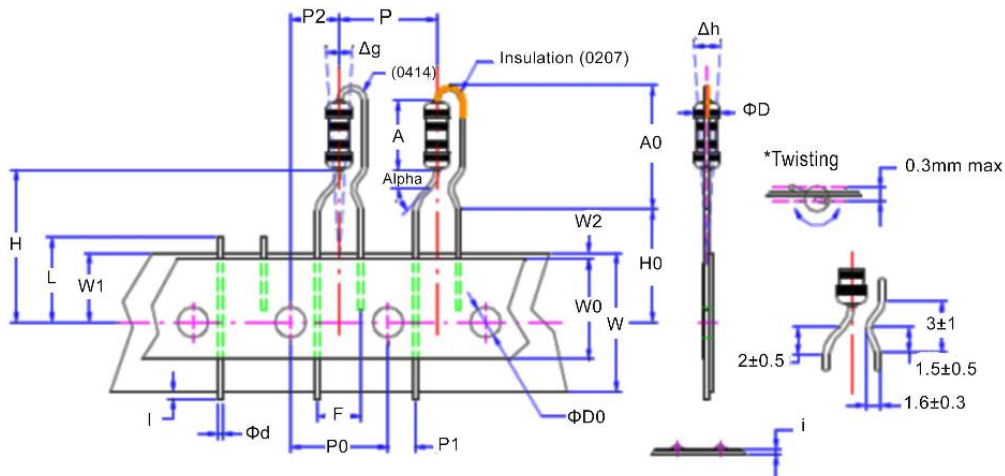 P2
P
Δg
(0414)
Insulation (0207)
A
Alpha
A0
H
L
W1
W2
W0
W
H0
I
Φd
F
P0
P1
ΦD0
Δh
ΦD
*Twisting
0.3mm max
2±0.5
3±1
1.5±0.5
1.6±0.3
i